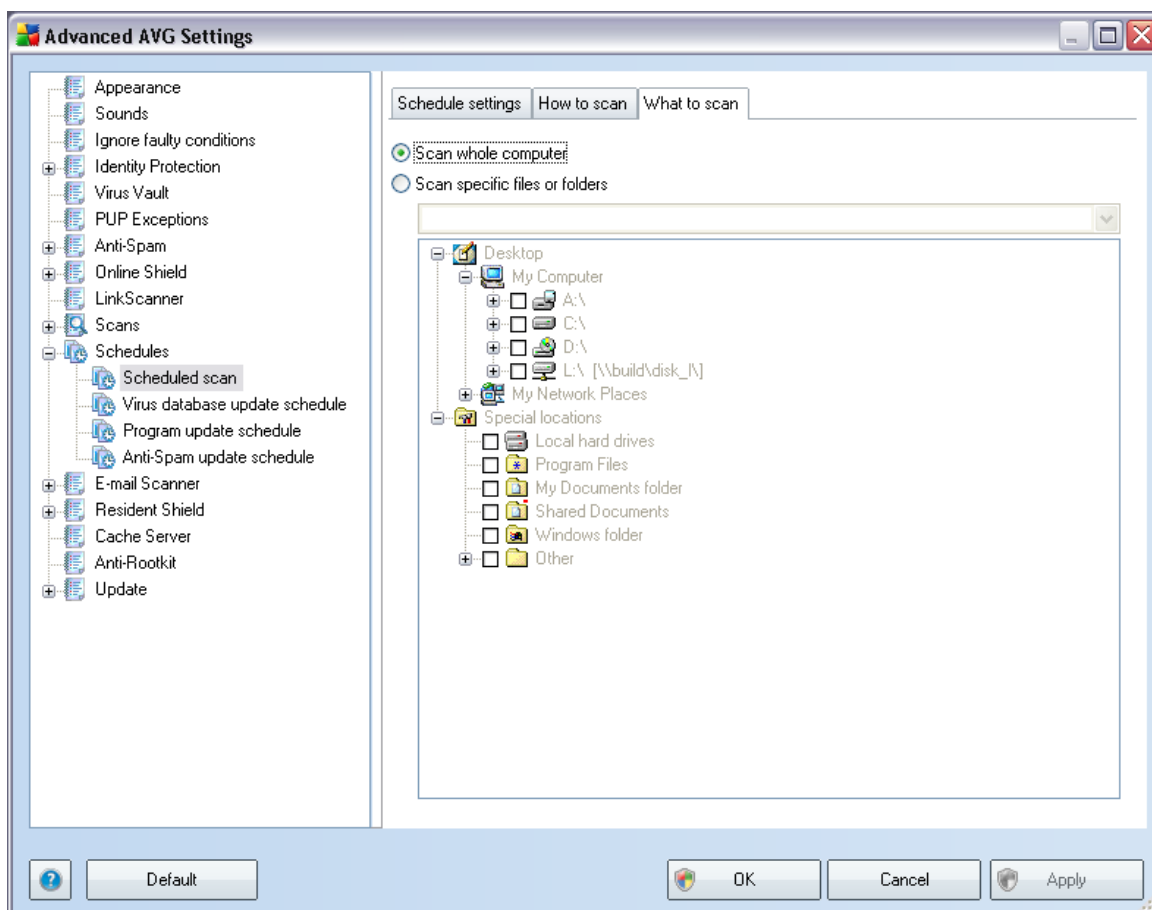 Advanced AVG Settings
Appearance
Sounds
Ignore faulty conditions
Identity Protection
Virus Vault
PUP Exceptions
Anti-Spam
Online Shield
LinkScanner
Scans
Schedules
Scheduled scan
Virus database update schedule
Program update schedule
Anti-Spam update schedule
E-mail Scanner
Resident Shield
Cache Server
Anti-Rootkit
Update
Schedule settings
How to scan
What to scan
Scan whole computer
Scan specific files or folders
Desktop
My Computer
A:\
C:\
D:\
L:\ [\\build\disk_l\]
My Network Places
Special locations
Local hard drives
Program Files
My Documents folder
Shared Documents
Windows folder
Other
?
Default
OK
Cancel
Apply